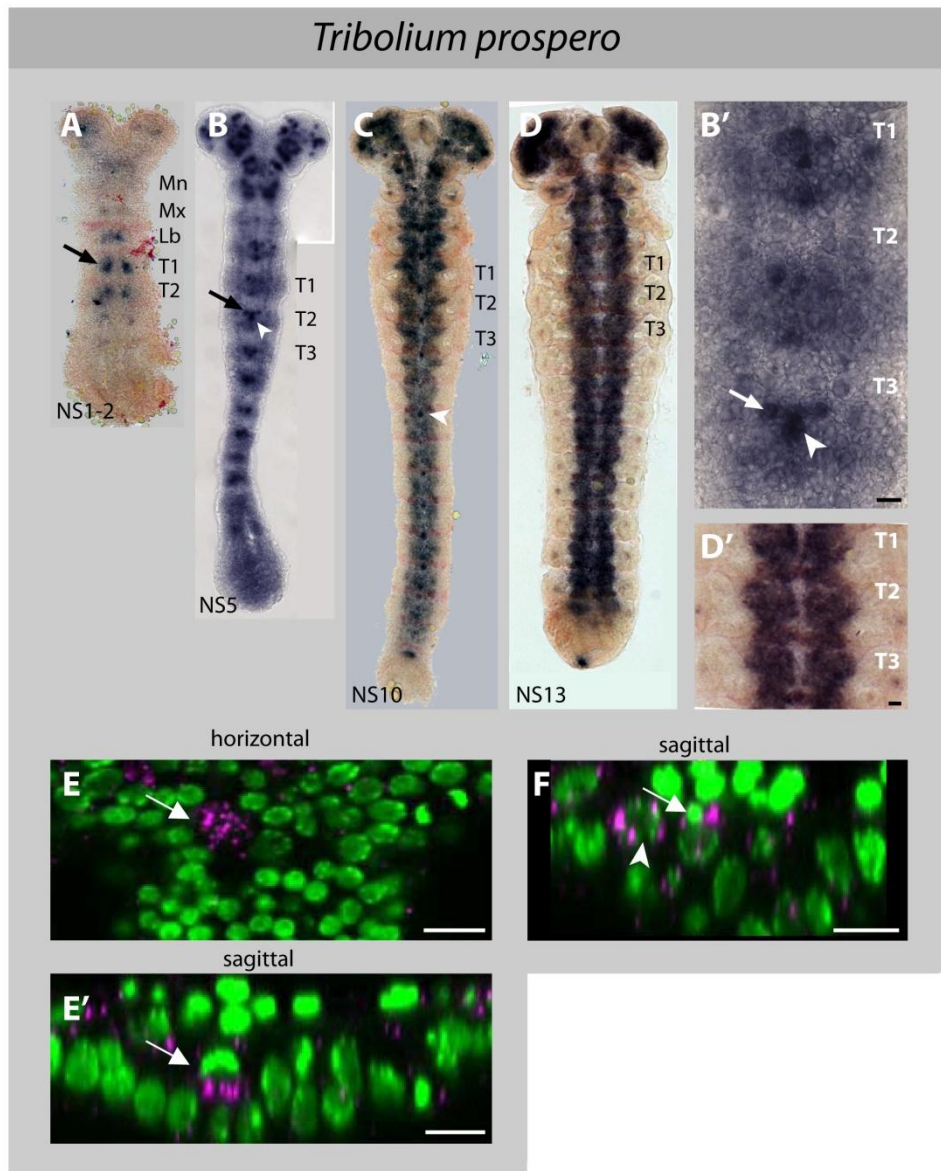 Tribolium prospero
A
Mn
Mx
Lb
T1
T2
NS1-2
B
T1
T2
T3
NS5
C
T1
T2
T3
NS10
D
T1
T2
T3
NS13
B′
T1
T2
T3
D′
T1
T2
T3
horizontal
E
sagittal
F
sagittal
E′